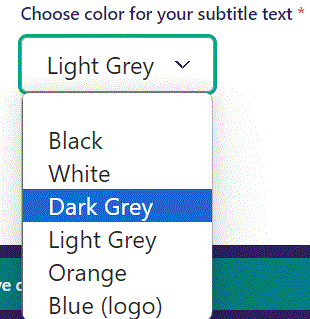 Choose color for your subtitle text *
Light Grey
Black
White
Dark Grey
Light Grey
Orange
Blue (logo)